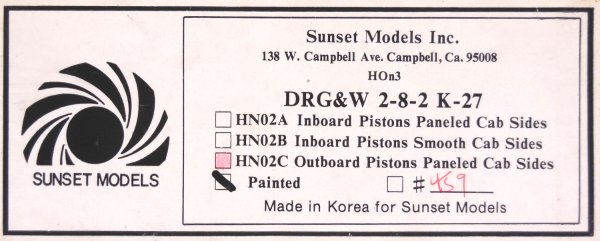 Sunset Models Inc.
138 W. Campbell Ave. Campbell, Ca. 95008
HOn3
DRG&W 2-8-2 K-27
HN02A Inboard Pistons Paneled Cab Sides
HN02B Inboard Pistons Smooth Cab Sides
HN02C Outboard Pistons Paneled Cab Sides
Painted # 459
Made in Korea for Sunset Models
SUNSET MODELS